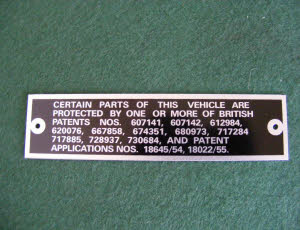 CERTAIN PARTS OF THIS VEHICLE ARE
PROTECTED BY ONE OR MORE OF BRITISH
PATENTS NOS. 607141, 607142, 612984,
620076, 667858, 674351, 680973, 717284
717885, 728937, 730684, AND PATENT
APPLICATIONS NOS. 18645/54, 18022/55.